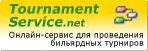 Tournament
Service.net
Онлайн-сервис для проведения
бильярдных турниров